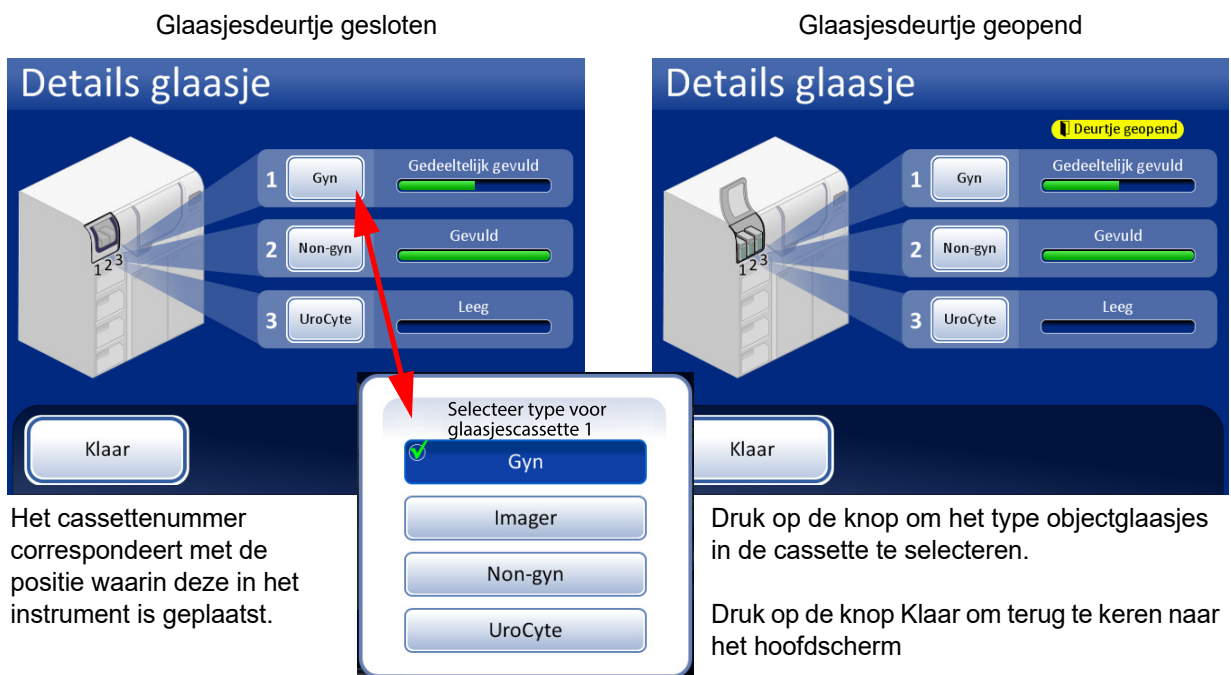 Glaasjesdeurtje gesloten
Details glaasje
1 Gyn Gedeeltelijk gevuld
2 Non-gyn Gevuld
3 UroCyte Leeg
1 2 3
Klaar
Glaasjesdeurtje geopend
Details glaasje
Deurtje geopend
1 Gyn Gedeeltelijk gevuld
2 Non-gyn Gevuld
3 UroCyte Leeg
1 2 3
Klaar
Selecteer type voor
glaasjescassette 1
Gyn
Imager
Non-gyn
UroCyte
Het cassettenummer
correspondeert met de
positie waarin deze in het
instrument is geplaatst.
Druk op de knop om het type objectglaasjes
in de cassette te selecteren.
Druk op de knop Klaar om terug te keren naar
het hoofdscherm